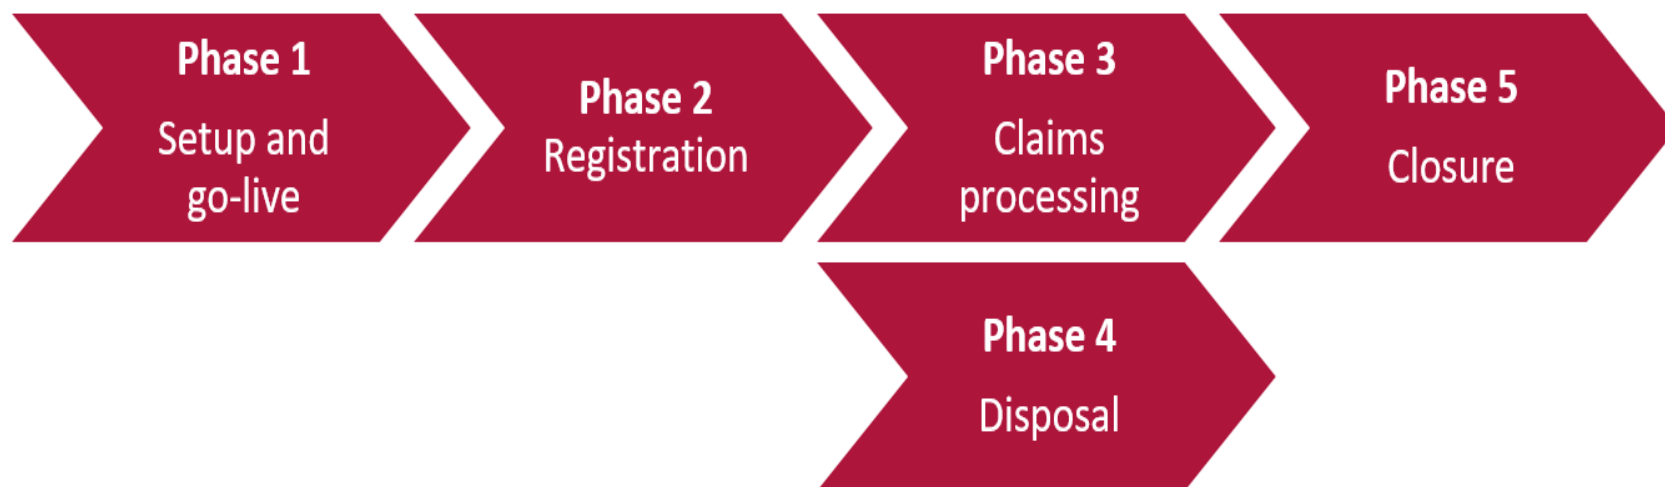 Phase 1
Setup and
go-live
Phase 2
Registration
Phase 3
Claims
processing
Phase 5
Closure
Phase 4
Disposal